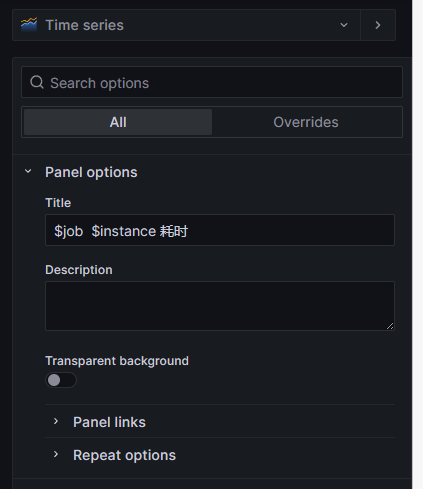 Time series
Search options
All Overrides
Panel options
Title
$job  $instance 耗时
Description
Transparent background
Panel links
Repeat options